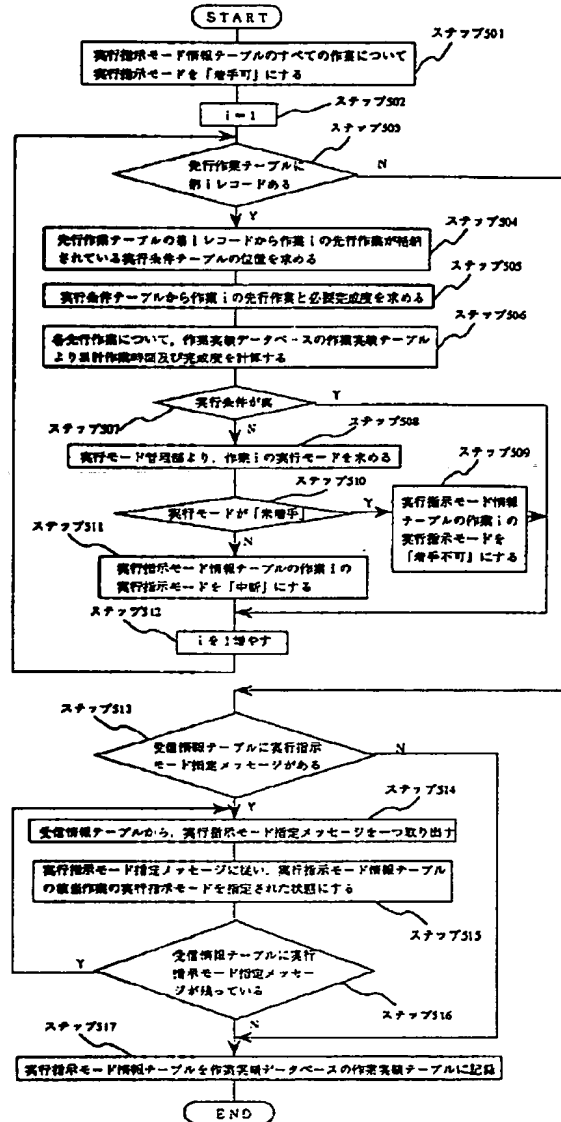 START
ステップ501
実行指示モード情報テーブルのすべての作業について
実行指示モードを「着手可」にする
ステップ502
i=1
ステップ503
先行作業テーブルに
第iレコードある
N
Y
ステップ504
先行作業テーブルの第iレコードから作業iの先行作業が格納
されている実行条件テーブルの位置を求める
ステップ505
実行条件テーブルから作業iの先行作業と必要完成度を求める
ステップ506
各先行作業について，作業実績データベースの作業実績テーブル
より累計作業時間及び完成度を計算する
実行条件が真
Y
ステップ507
N
ステップ508
実行モード管理部より，作業iの実行モードを求める
ステップ509
ステップ510
実行モードが「未着手」
Y
実行指示モード情報
テーブルの作業iの
実行指示モードを
「着手不可」にする
ステップ511
N
実行指示モード情報テーブルの作業iの
実行指示モードを「中断」にする
ステップ512
iを1増やす
ステップ513
受信情報テーブルに実行指示
モード指定メッセージがある
N
Y
ステップ514
受信情報テーブルから，実行指示モード指定メッセージを一つ取り出す
実行指示モード指定メッセージに従い，実行指示モード情報テーブル
の該当作業の実行指示モードを指定された状態にする
ステップ515
受信情報テーブルに実行
指示モード指定メッセー
ジが残っている
Y
ステップ516
N
ステップ517
実行指示モード情報テーブルを作業実績データベースの作業実績テーブルに記録
END